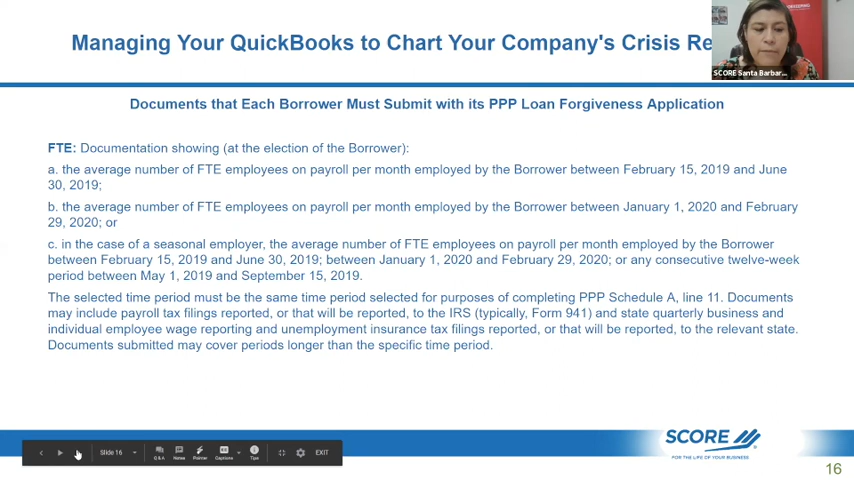 Managing Your QuickBooks to Chart Your Company's Crisis Re
SCORE Santa Barbar...
Documents that Each Borrower Must Submit with its PPP Loan Forgiveness Application
FTE: Documentation showing (at the election of the Borrower):
a. the average number of FTE employees on payroll per month employed by the Borrower between February 15, 2019 and June
30, 2019;
b. the average number of FTE employees on payroll per month employed by the Borrower between January 1, 2020 and February
29, 2020; or
c. in the case of a seasonal employer, the average number of FTE employees on payroll per month employed by the Borrower
between February 15, 2019 and June 30, 2019; between January 1, 2020 and February 29, 2020; or any consecutive twelve-week
period between May 1, 2019 and September 15, 2019.
The selected time period must be the same time period selected for purposes of completing PPP Schedule A, line 11. Documents
may include payroll tax filings reported, or that will be reported, to the IRS (typically, Form 941) and state quarterly business and
individual employee wage reporting and unemployment insurance tax filings reported, or that will be reported, to the relevant state.
Documents submitted may cover periods longer than the specific time period.
Slide 16
Q & A
Notes
Pointer
Captions
Tips
EXIT
SCORE
FOR THE LIFE OF YOUR BUSINESS
16